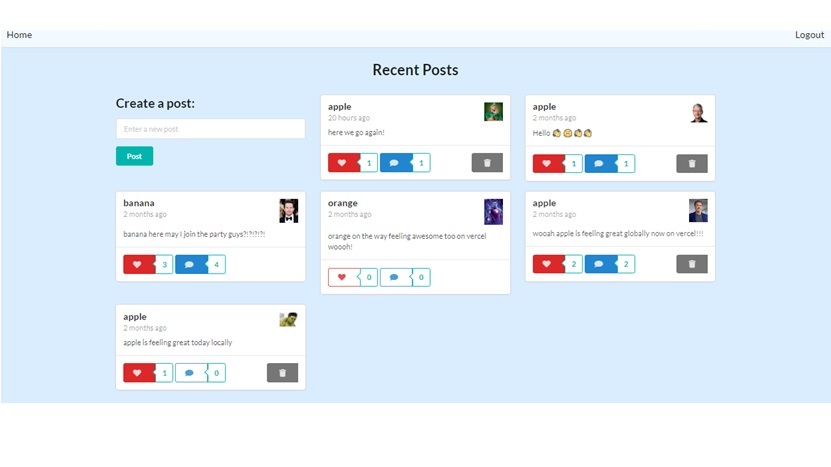 Home
Logout
Recent Posts
Create a post:
Enter a new post
Post
apple
20 hours ago
here we go again!
1
1
apple
2 months ago
Hello
1
1
banana
2 months ago
banana here may I join the party guys?!?!?!?!
3
4
orange
2 months ago
orange on the way feeling awesome too on vercel
woooh!
0
0
apple
2 months ago
wooah apple is feeling great globally now on vercel!!!
2
2
apple
2 months ago
apple is feeling great today locally
1
0